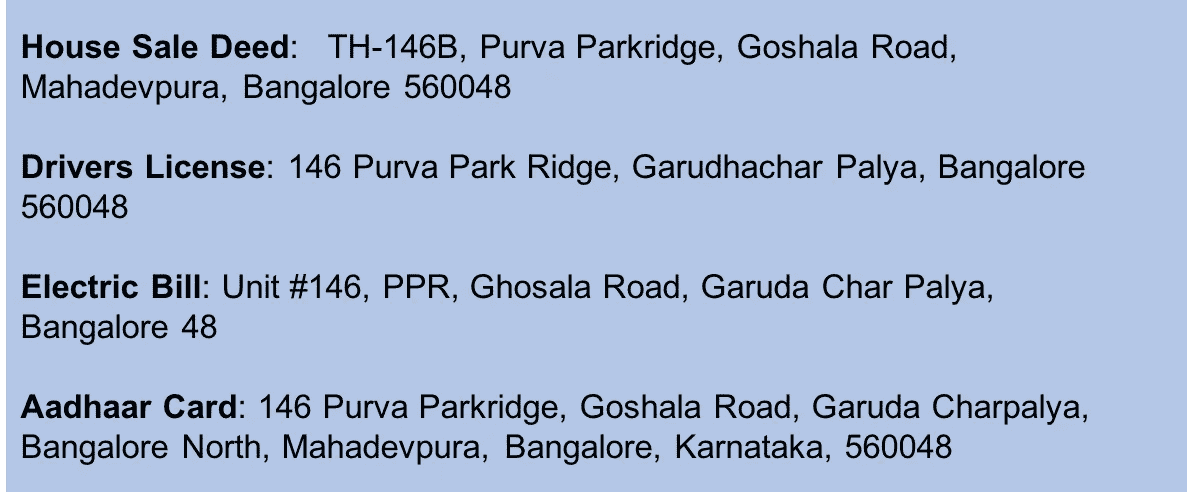 House Sale Deed: TH-146B, Purva Parkridge, Goshala Road,
Mahadevpura, Bangalore 560048
Drivers License: 146 Purva Park Ridge, Garudhachar Palya, Bangalore
560048
Electric Bill: Unit #146, PPR, Ghosala Road, Garuda Char Palya,
Bangalore 48
Aadhaar Card: 146 Purva Parkridge, Goshala Road, Garuda Charpalya,
Bangalore North, Mahadevpura, Bangalore, Karnataka, 560048